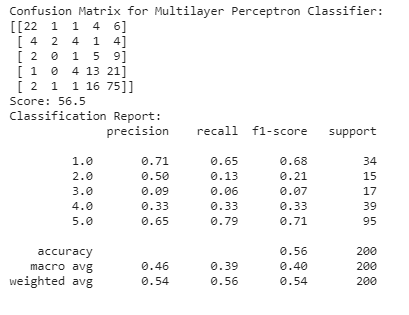 Confusion Matrix for Multilayer Perceptron Classifier:
[[22 1 1 4 6]
[ 4 2 4 1 4]
[ 2 0 1 5 9]
[ 1 0 4 13 21]
[ 2 1 1 16 75]]
Score: 56.5
Classification Report:
precision recall f1-score support
1.0 0.71 0.65 0.68 34
2.0 0.50 0.13 0.21 15
3.0 0.09 0.06 0.07 17
4.0 0.33 0.33 0.33 39
5.0 0.65 0.79 0.71 95
accuracy 0.56 200
macro avg 0.46 0.39 0.40 200
weighted avg 0.54 0.56 0.54 200